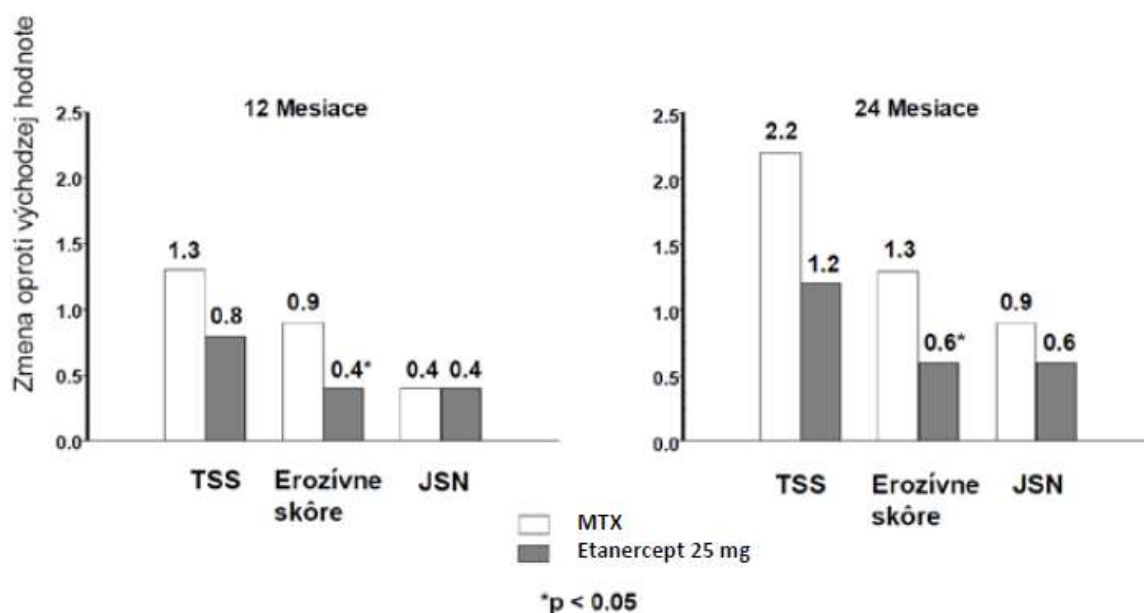 Zmena oproti východzej hodnote
12 Mesiace
2.5
2.0
1.5
1.0
0.5
0.0
1.3
0.8
0.9
0.4*
0.4 0.4
TSS Erozívne skôre JSN
24 Mesiace
2.5
2.0
1.5
1.0
0.5
0.0
2.2
1.2
1.3
0.6*
0.9
0.6
TSS Erozívne skôre JSN
MTX
Etanercept 25 mg
*p < 0.05